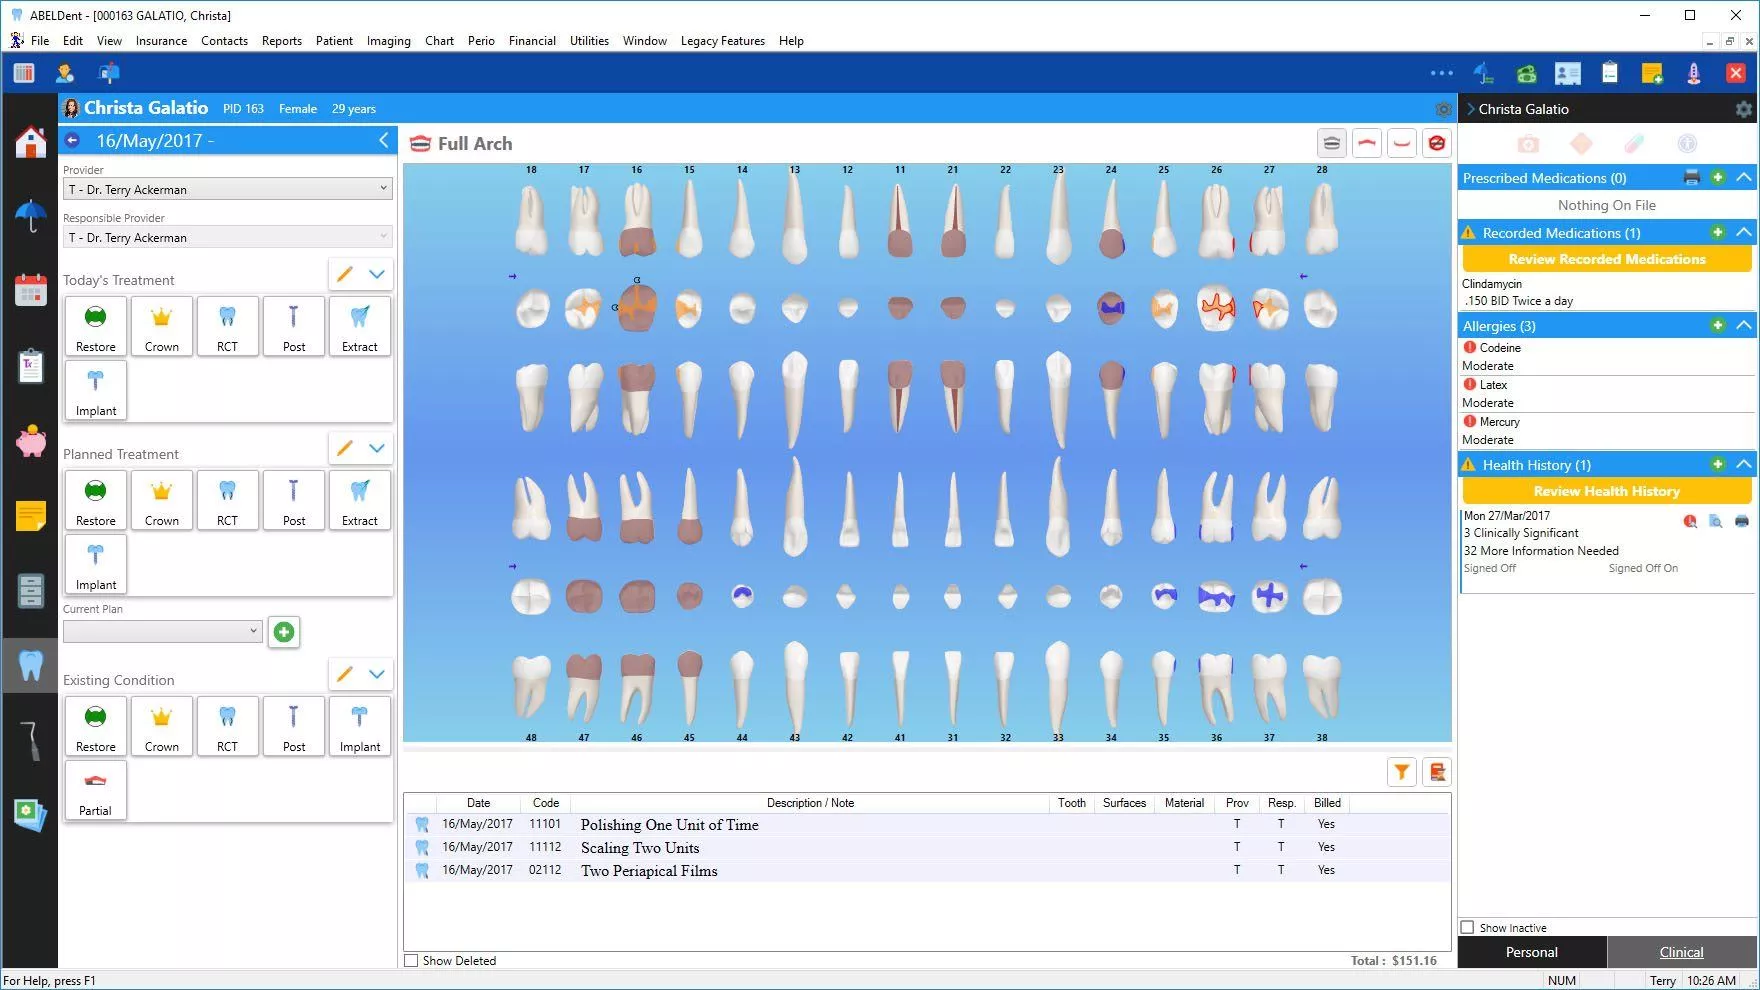 ABELDent - [000163 GALATIO, Christa]
File Edit View Insurance Contacts Reports Patient Imaging Chart Perio Financial Utilities Window Legacy Features Help
Christa Galatio PID 163 Female 29 years
16/May/2017 -
Provider
T - Dr. Terry Ackerman
Responsible Provider
T - Dr. Terry Ackerman
Today's Treatment
Restore Crown RCT Post Extract
Implant
Planned Treatment
Restore Crown RCT Post Extract
Implant
Current Plan
Existing Condition
Restore Crown RCT Post Implant
Partial
Full Arch
18 17 16 15 14 13 12 11 21 22 23 24 25 26 27 28
48 47 46 45 44 43 42 41 31 32 33 34 35 36 37 38
Date Code Description / Note Tooth Surfaces Material Prov Resp. Billed
16/May/2017 11101 Polishing One Unit of Time T T Yes
16/May/2017 11112 Scaling Two Units T T Yes
16/May/2017 02112 Two Periapical Films T T Yes
Show Deleted
Total : $151.16
Christa Galatio
Prescribed Medications (0)
Nothing On File
Recorded Medications (1)
Review Recorded Medications
Clindamycin
.150 BID Twice a day
Allergies (3)
Codeine
Moderate
Latex
Moderate
Mercury
Moderate
Health History (1)
Review Health History
Mon 27/Mar/2017
3 Clinically Significant
32 More Information Needed
Signed Off Signed Off On
Show Inactive
Personal Clinical
For Help, press F1
NUM Terry 10:26 AM